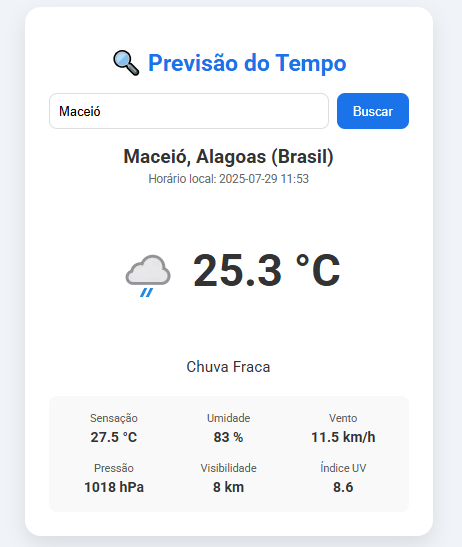 Previsão do Tempo
Maceió
Buscar
Maceió, Alagoas (Brasil)
Horário local: 2025-07-29 11:53
25.3 °C
Chuva Fraca
Sensação Umidade Vento
27.5 °C 83 % 11.5 km/h
Pressão Visibilidade Índice UV
1018 hPa 8 km 8.6